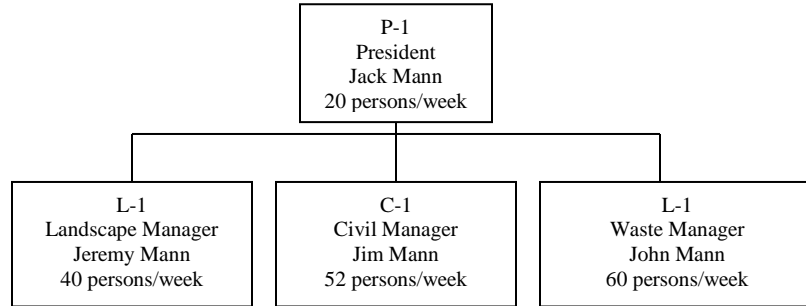 P-1
President
Jack Mann
20 persons/week
L-1
Landscape Manager
Jeremy Mann
40 persons/week
C-1
Civil Manager
Jim Mann
52 persons/week
L-1
Waste Manager
John Mann
60 persons/week